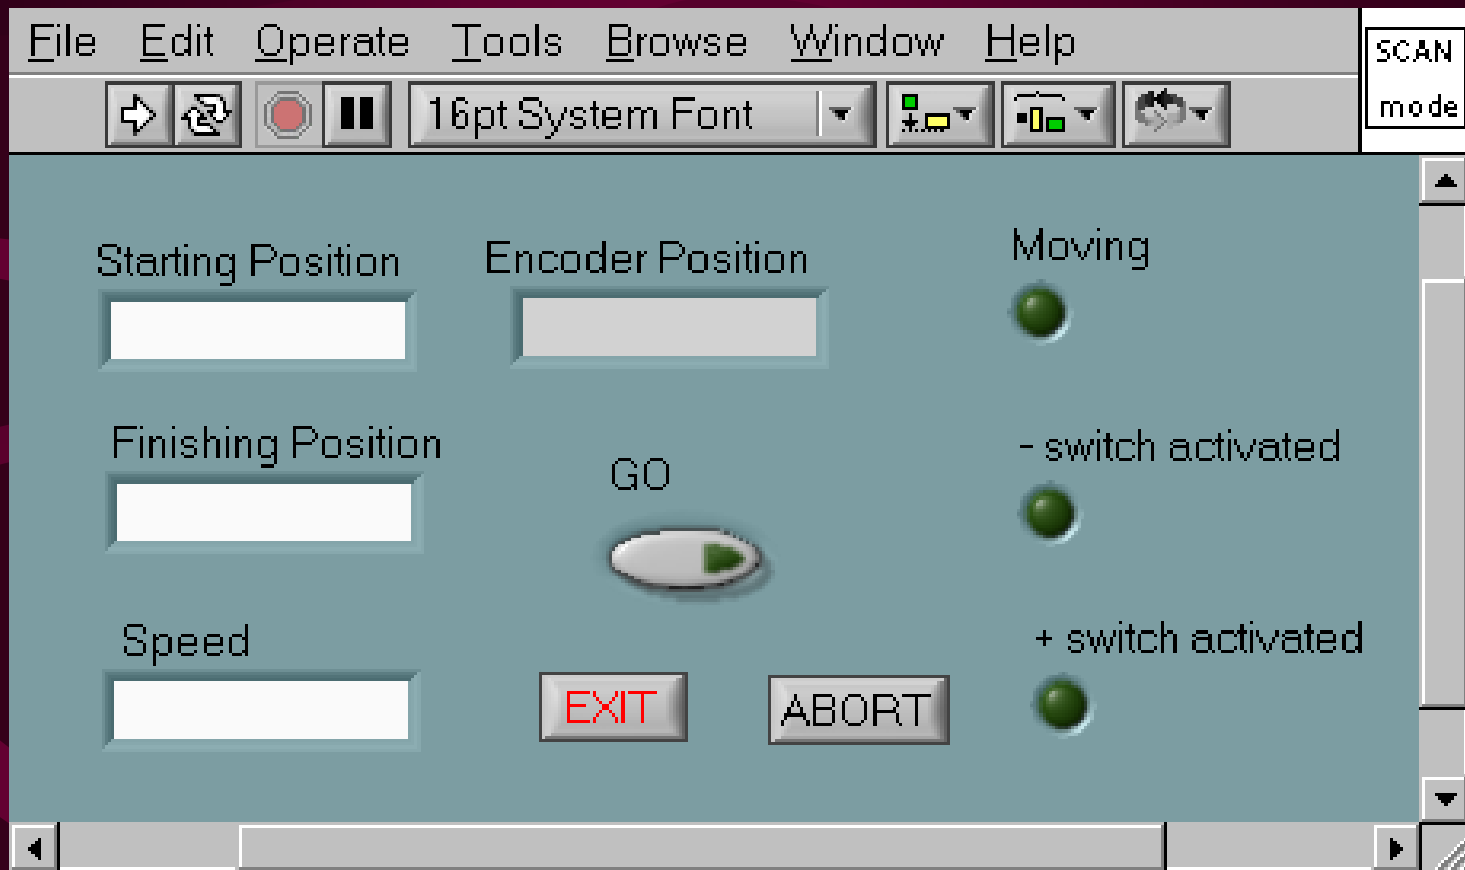 File Edit Operate Tools Browse Window Help
SCAN
mode
16pt System Font
Starting Position
Encoder Position
Moving
Finishing Position
GO
- switch activated
Speed
EXIT
ABORT
+ switch activated